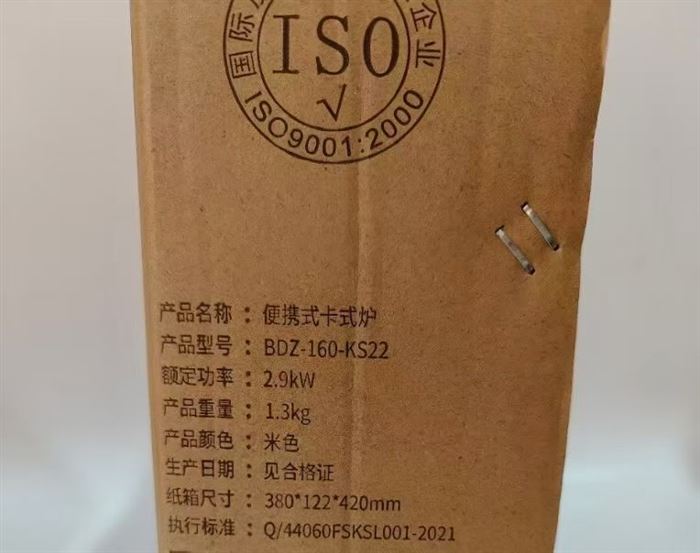 国际
企业
ISO
√
ISO9001:2000
产品名称：便携式卡式炉
产品型号：BDZ-160-KS22
额定功率：2.9kW
产品重量：1.3kg
产品颜色：米色
生产日期：见合格证
纸箱尺寸：380*122*420mm
执行标准：Q/44060FSKSL001-2021